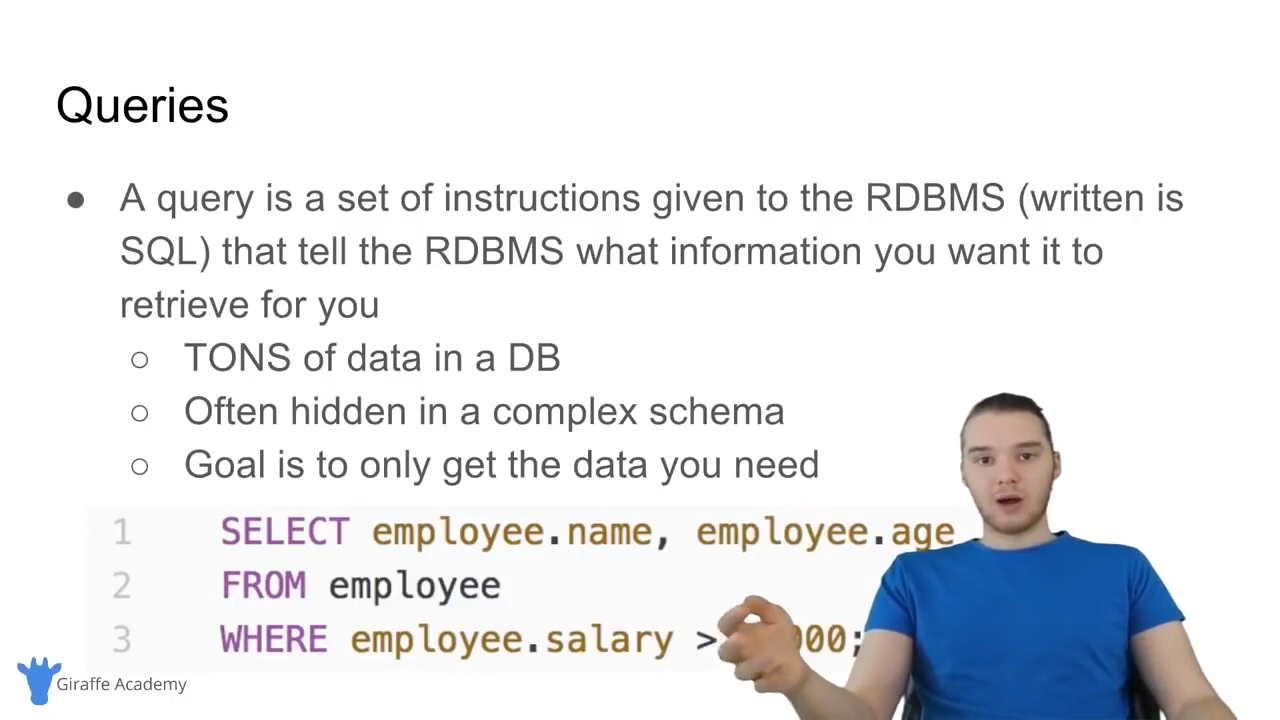 Queries
● A query is a set of instructions given to the RDBMS (written is
SQL) that tell the RDBMS what information you want it to
retrieve for you
○ TONS of data in a DB
○ Often hidden in a complex schema
○ Goal is to only get the data you need
1 SELECT employee.name, employee.age
2 FROM employee
3 WHERE employee.salary > 000;
Giraffe Academy